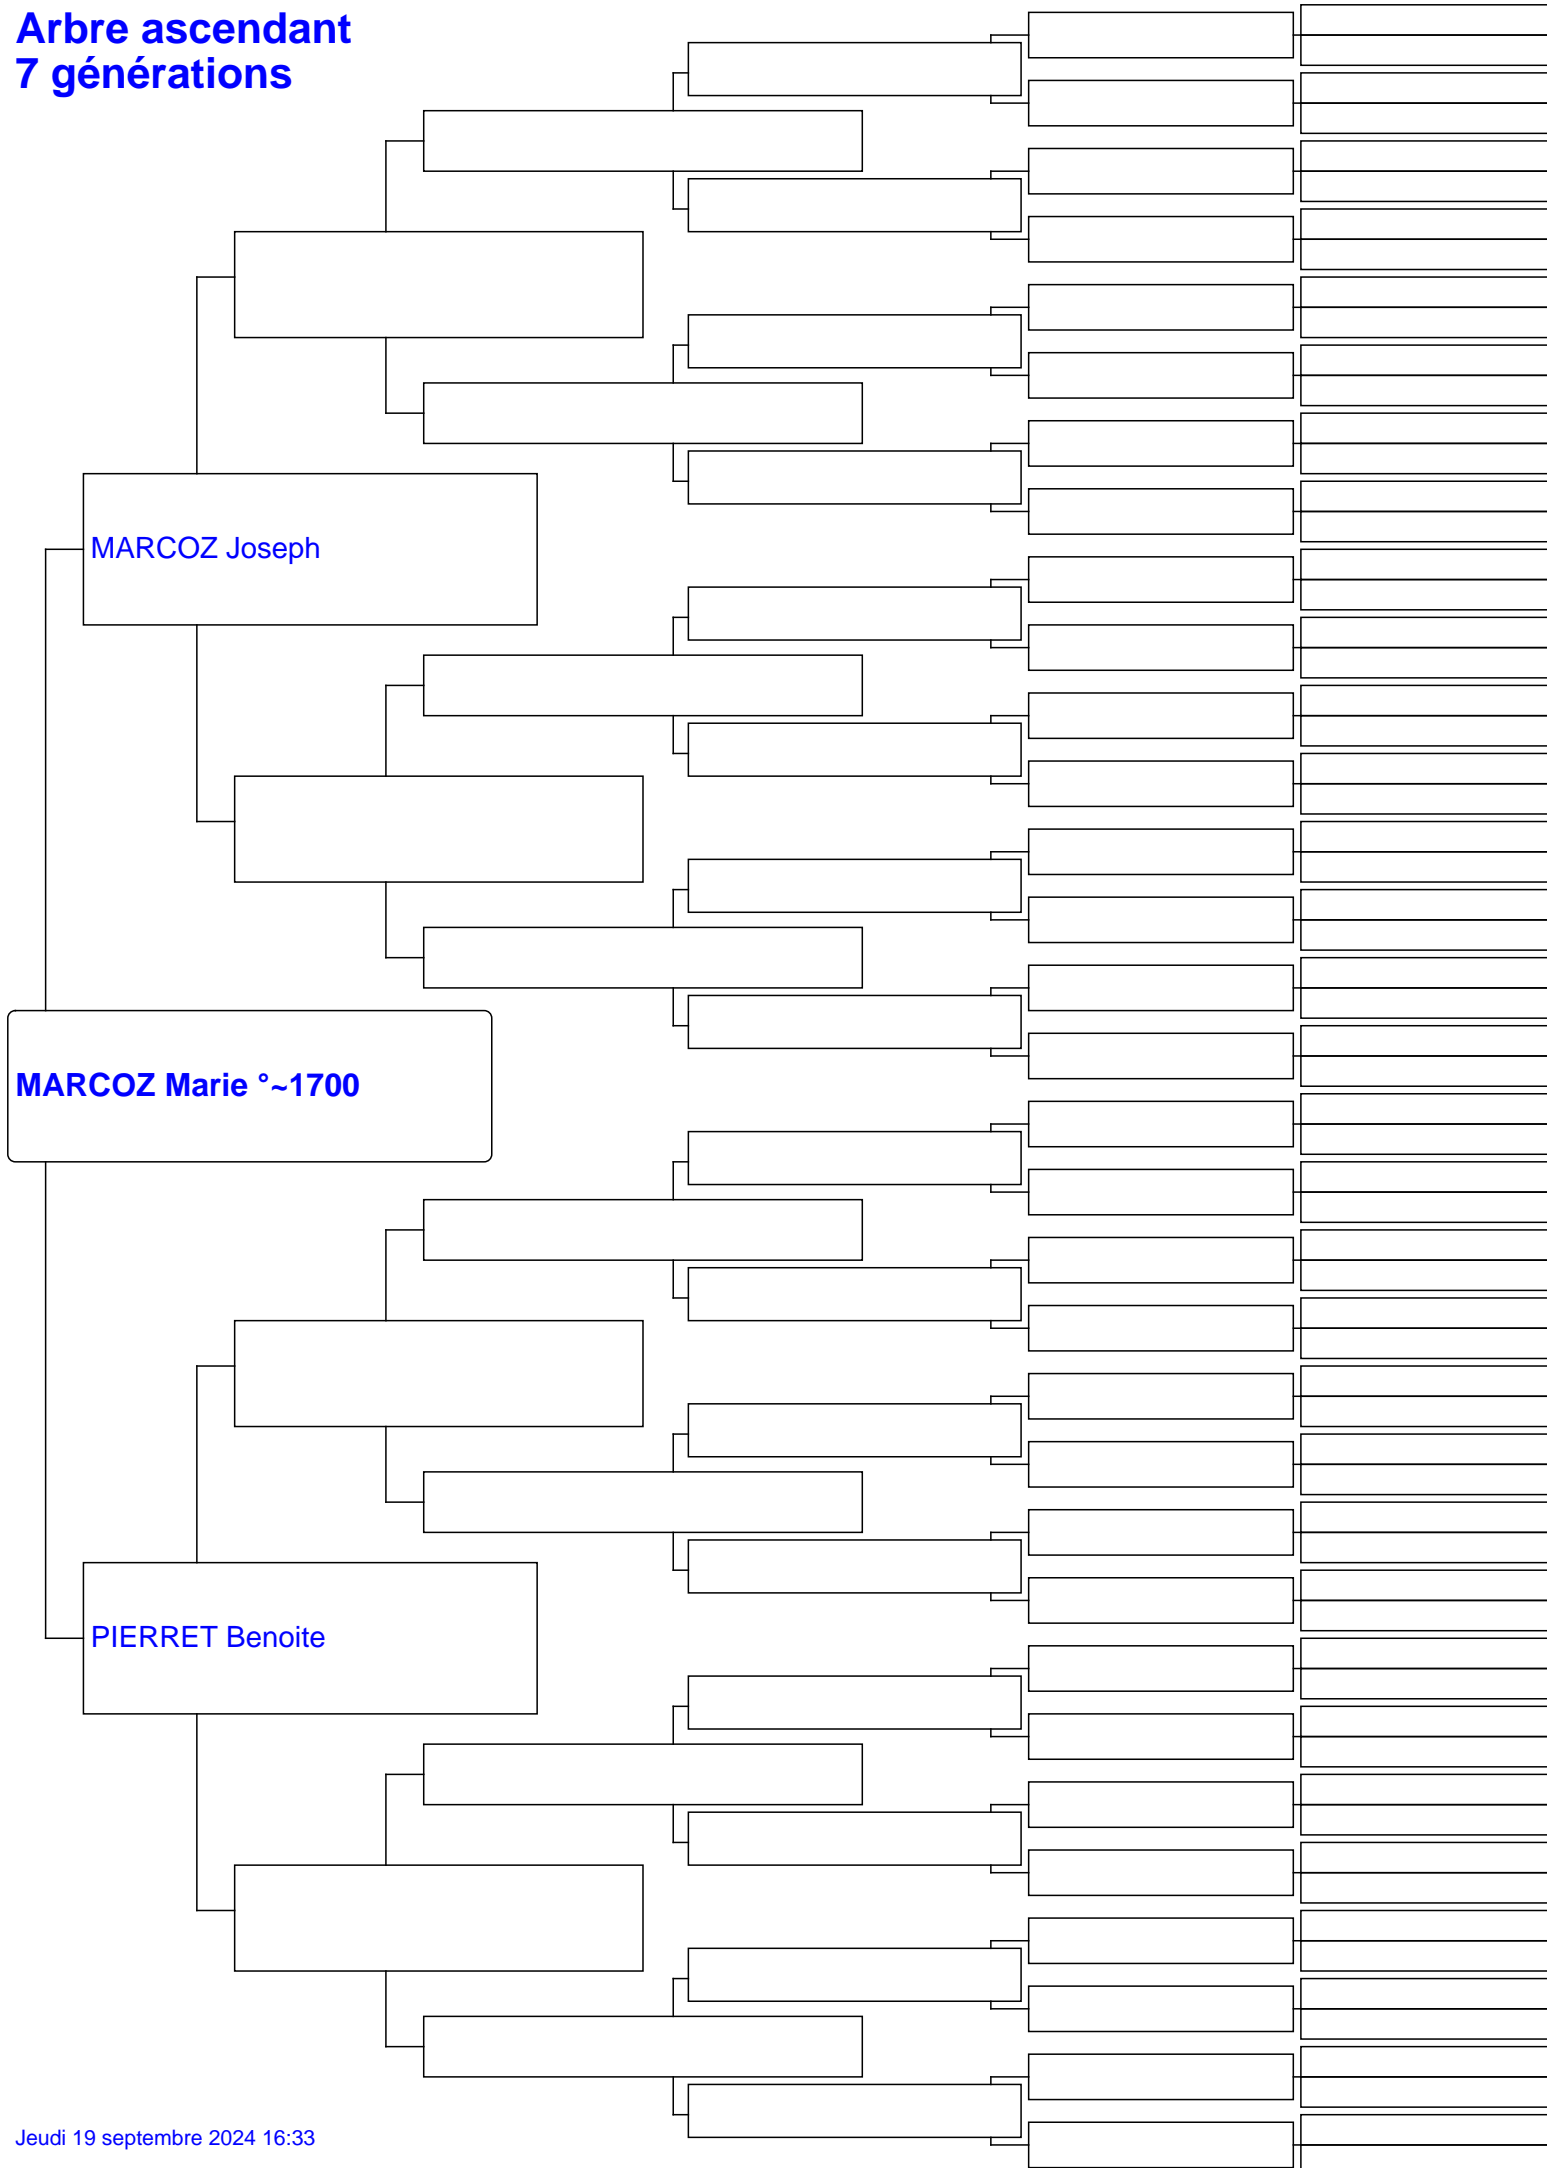 Arbre ascendant
7 générations
MARCOZ Joseph
MARCOZ Marie °~1700
PIERRET Benoite
Jeudi 19 septembre 2024 16:33